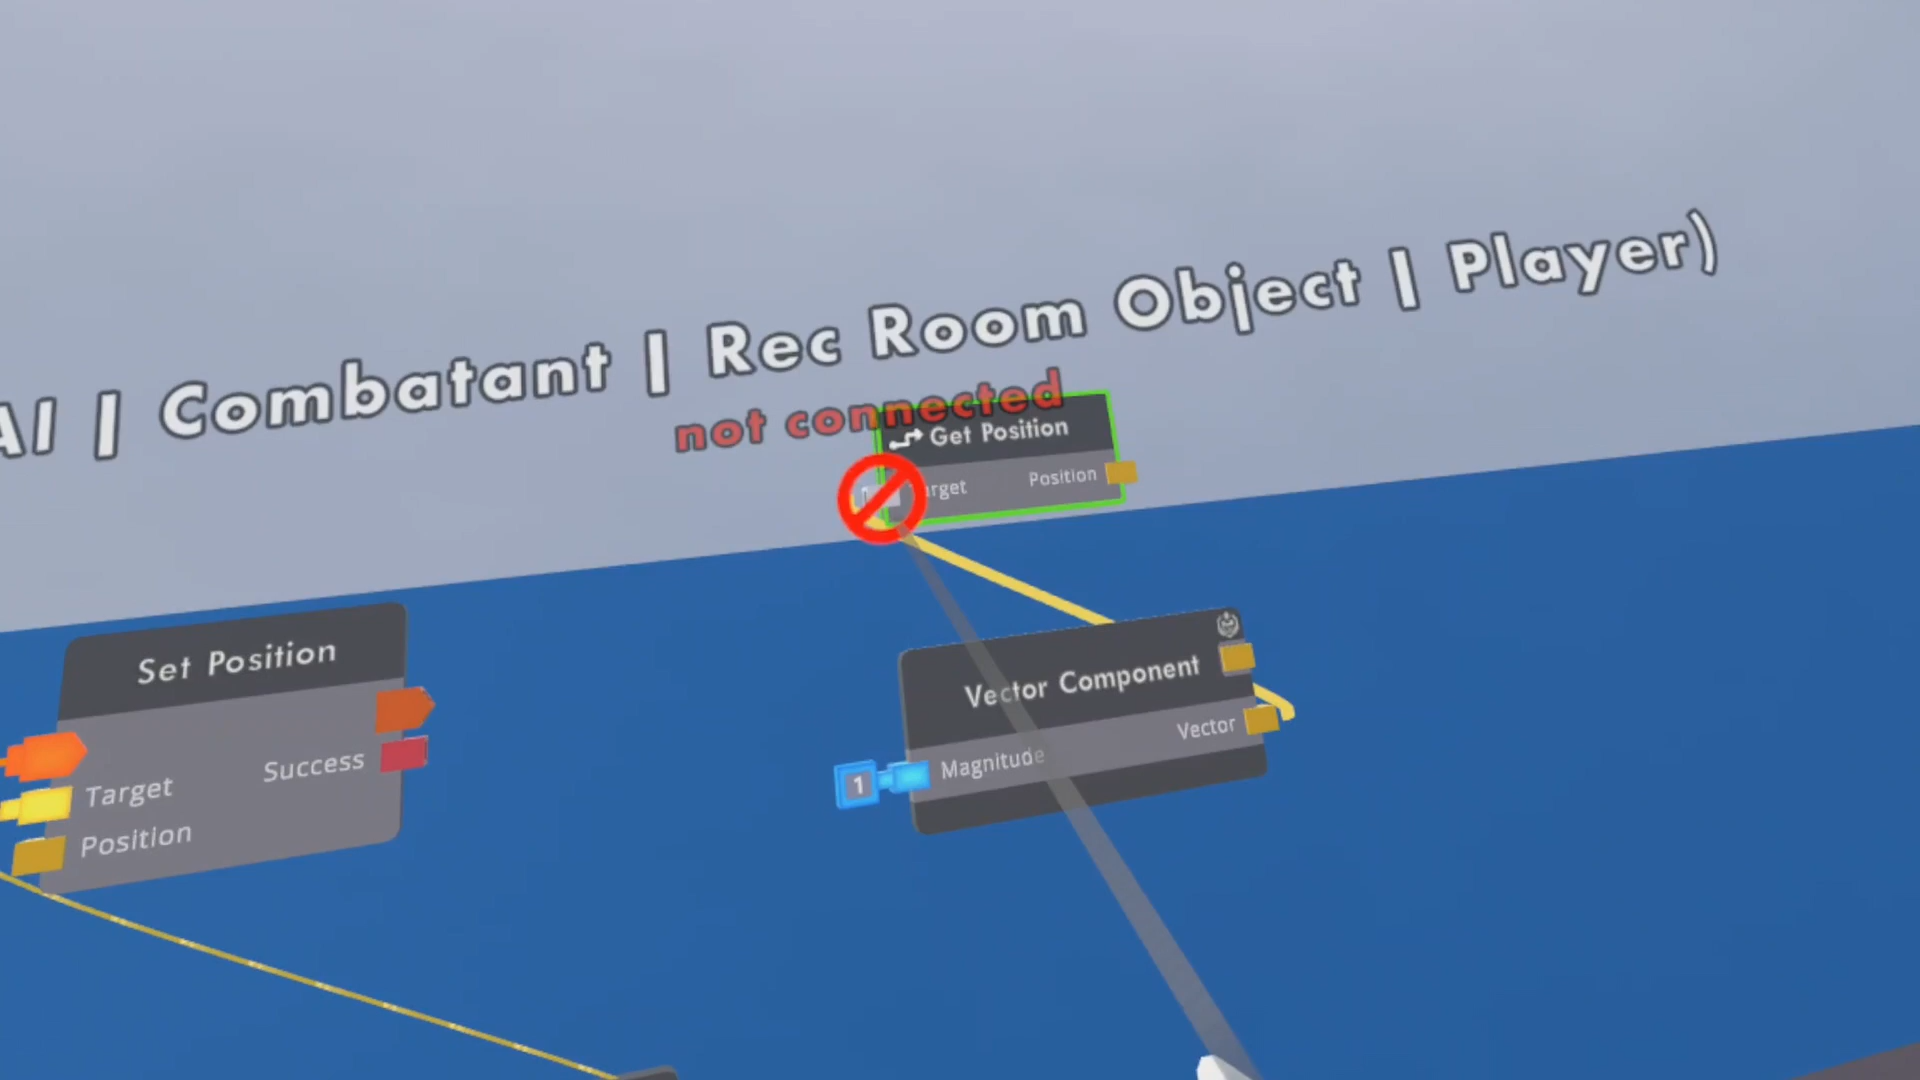 AI | Combatant | Rec Room Object | Player)
not connected
Get Position
Target
Position
Set Position
Success
Target
Position
Vector Component
Vector
Magnitude
1